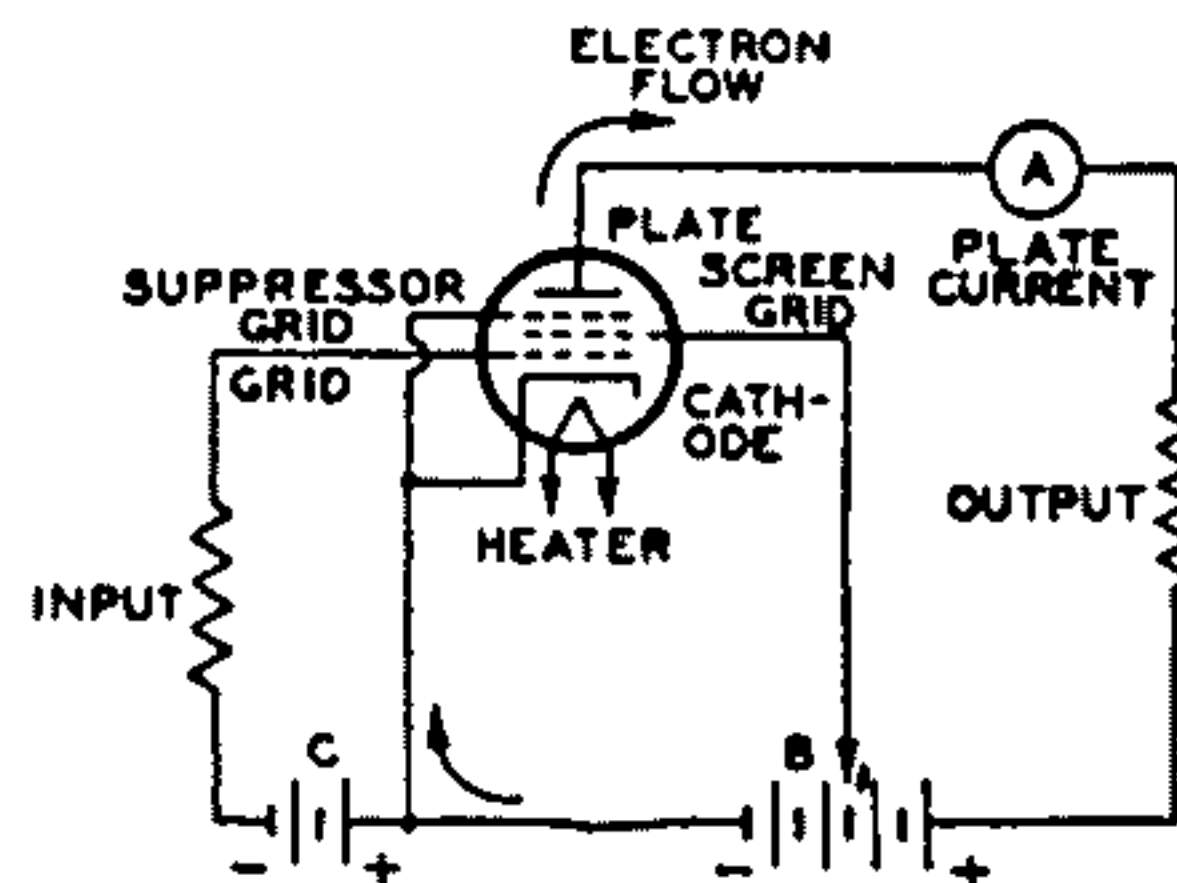 ELECTRON
FLOW
A
PLATE
PLATE
CURRENT
SCREEN
GRID
SUPPRESSOR
GRID
GRID
CATH-
ODE
HEATER
OUTPUT
INPUT
C
B
- +
- +